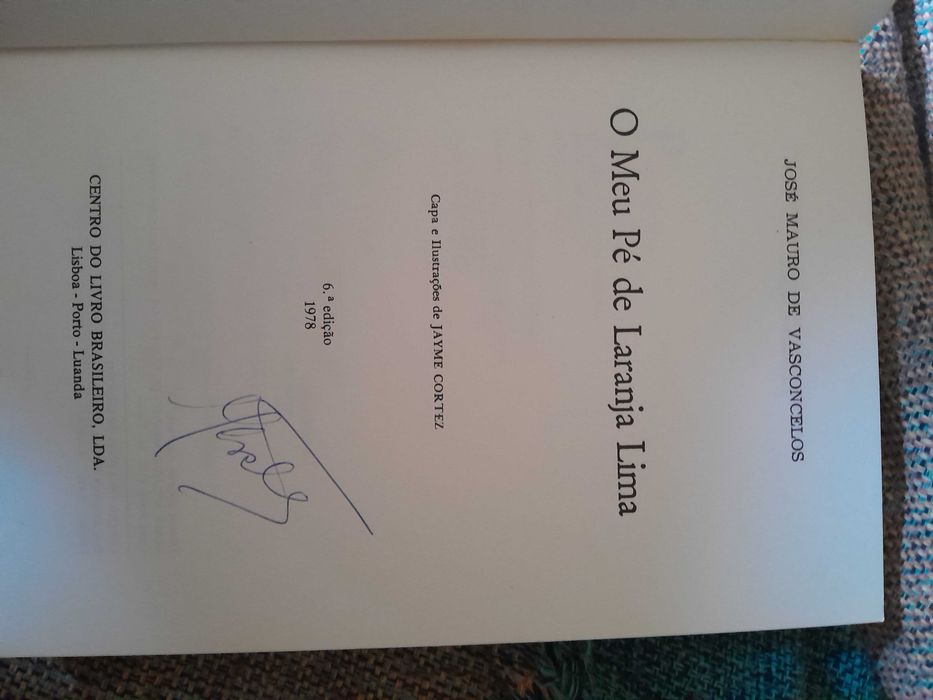 JOSÉ MAURO DE VASCONCELOS
O Meu Pé de Laranja Lima
Capa e Ilustrações de JAYME CORTEZ
6.ª edição
1978
CENTRO DO LIVRO BRASILEIRO, LDA.
Lisboa - Porto - Luanda